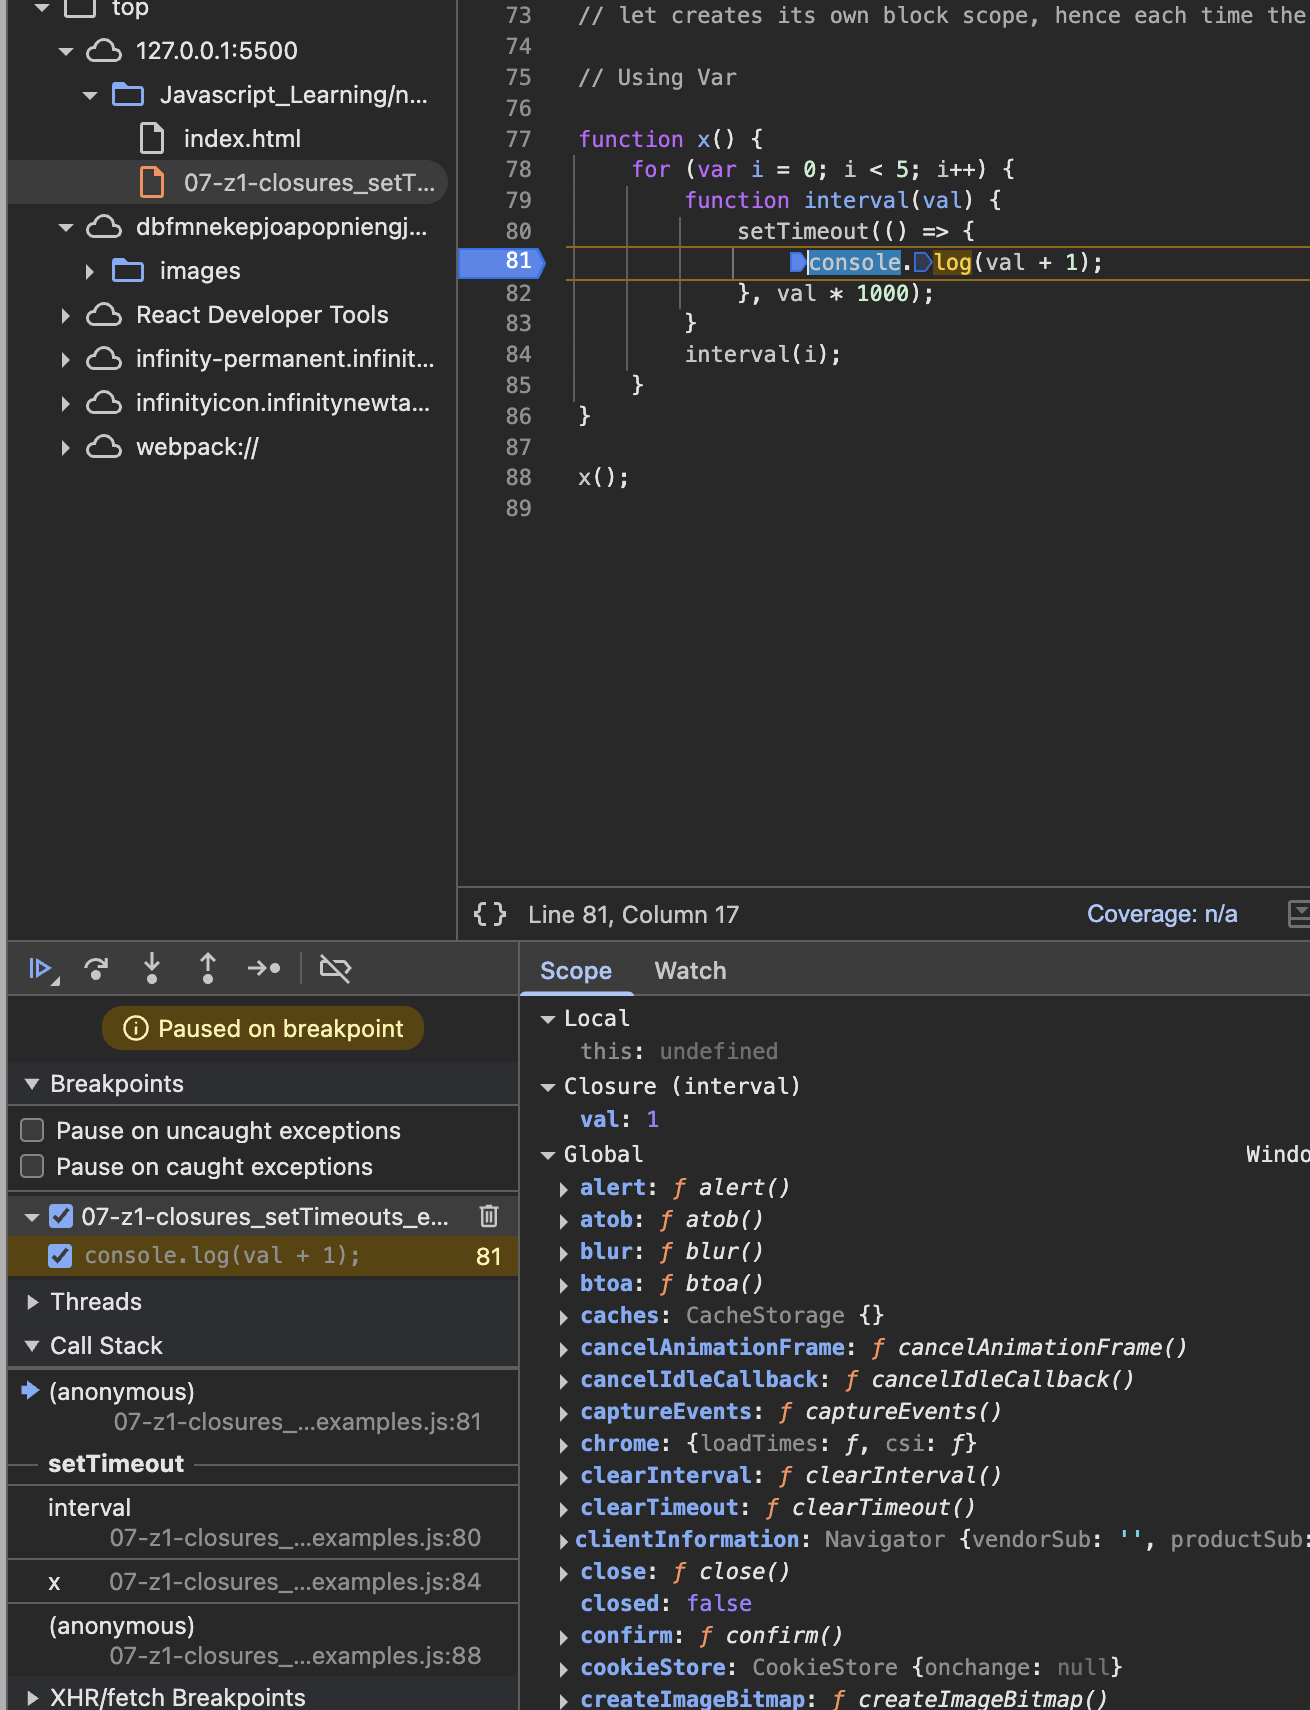 top
127.0.0.1:5500
Javascript_Learning/n...
index.html
07-z1-closures_setT...
dbfmnekepjoapopniengj...
images
React Developer Tools
infinity-permanent.infinit...
infinityicon.infinitynewta...
webpack://
73 // let creates its own block scope, hence each time the
74
75 // Using Var
76
77 function x() {
78 for (var i = 0; i < 5; i++) {
79 function interval(val) {
80 setTimeout(() => {
81 console.log(val + 1);
82 }, val * 1000);
83 }
84 interval(i);
85 }
86 }
87
88 x();
89
{ } Line 81, Column 17 Coverage: n/a
Paused on breakpoint
Breakpoints
Pause on uncaught exceptions
Pause on caught exceptions
07-z1-closures_setTimeouts_e...
console.log(val + 1); 81
Threads
Call Stack
(anonymous)
07-z1-closures_...examples.js:81
setTimeout
interval
07-z1-closures_...examples.js:80
x 07-z1-closures_...examples.js:84
(anonymous)
07-z1-closures_...examples.js:88
XHR/fetch Breakpoints
Scope Watch
Local
this: undefined
Closure (interval)
val: 1
Global Windo
alert: ƒ alert()
atob: ƒ atob()
blur: ƒ blur()
btoa: ƒ btoa()
caches: CacheStorage {}
cancelAnimationFrame: ƒ cancelAnimationFrame()
cancelIdleCallback: ƒ cancelIdleCallback()
captureEvents: ƒ captureEvents()
chrome: {loadTimes: ƒ, csi: ƒ}
clearInterval: ƒ clearInterval()
clearTimeout: ƒ clearTimeout()
clientInformation: Navigator {vendorSub: '', productSub:
close: ƒ close()
closed: false
confirm: ƒ confirm()
cookieStore: CookieStore {onchange: null}
createImageBitmap: ƒ createImageBitmap()